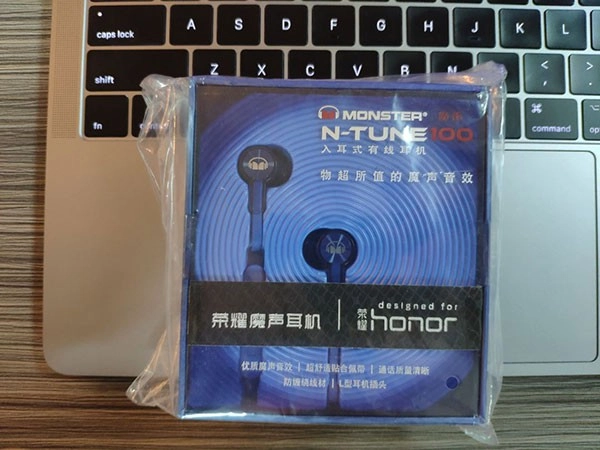 A S D F G H J K L
caps lock
shift
Z X C V B N M
fn
control
⌘
command
option
MONSTER® 魔声
N-TUNE 100
入耳式有线耳机
物超所值的魔声音效
荣耀魔声耳机
designed for
荣耀 honor
优质魔声音效 | 超舒适贴合佩带 | 通话质量清晰
防缠绕线材 | L型耳机插头